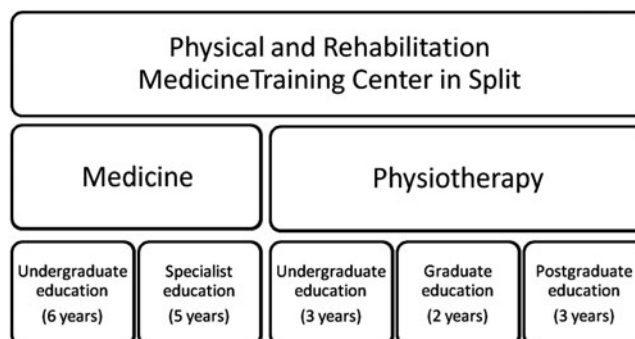 Physical and Rehabilitation
MedicineTraining Center in Split
Medicine
Physiotherapy
Undergraduate
education
(6 years)
Specialist
education
(5 years)
Undergraduate
education
(3 years)
Graduate
education
(2 years)
Postgraduate
education
(3 years)